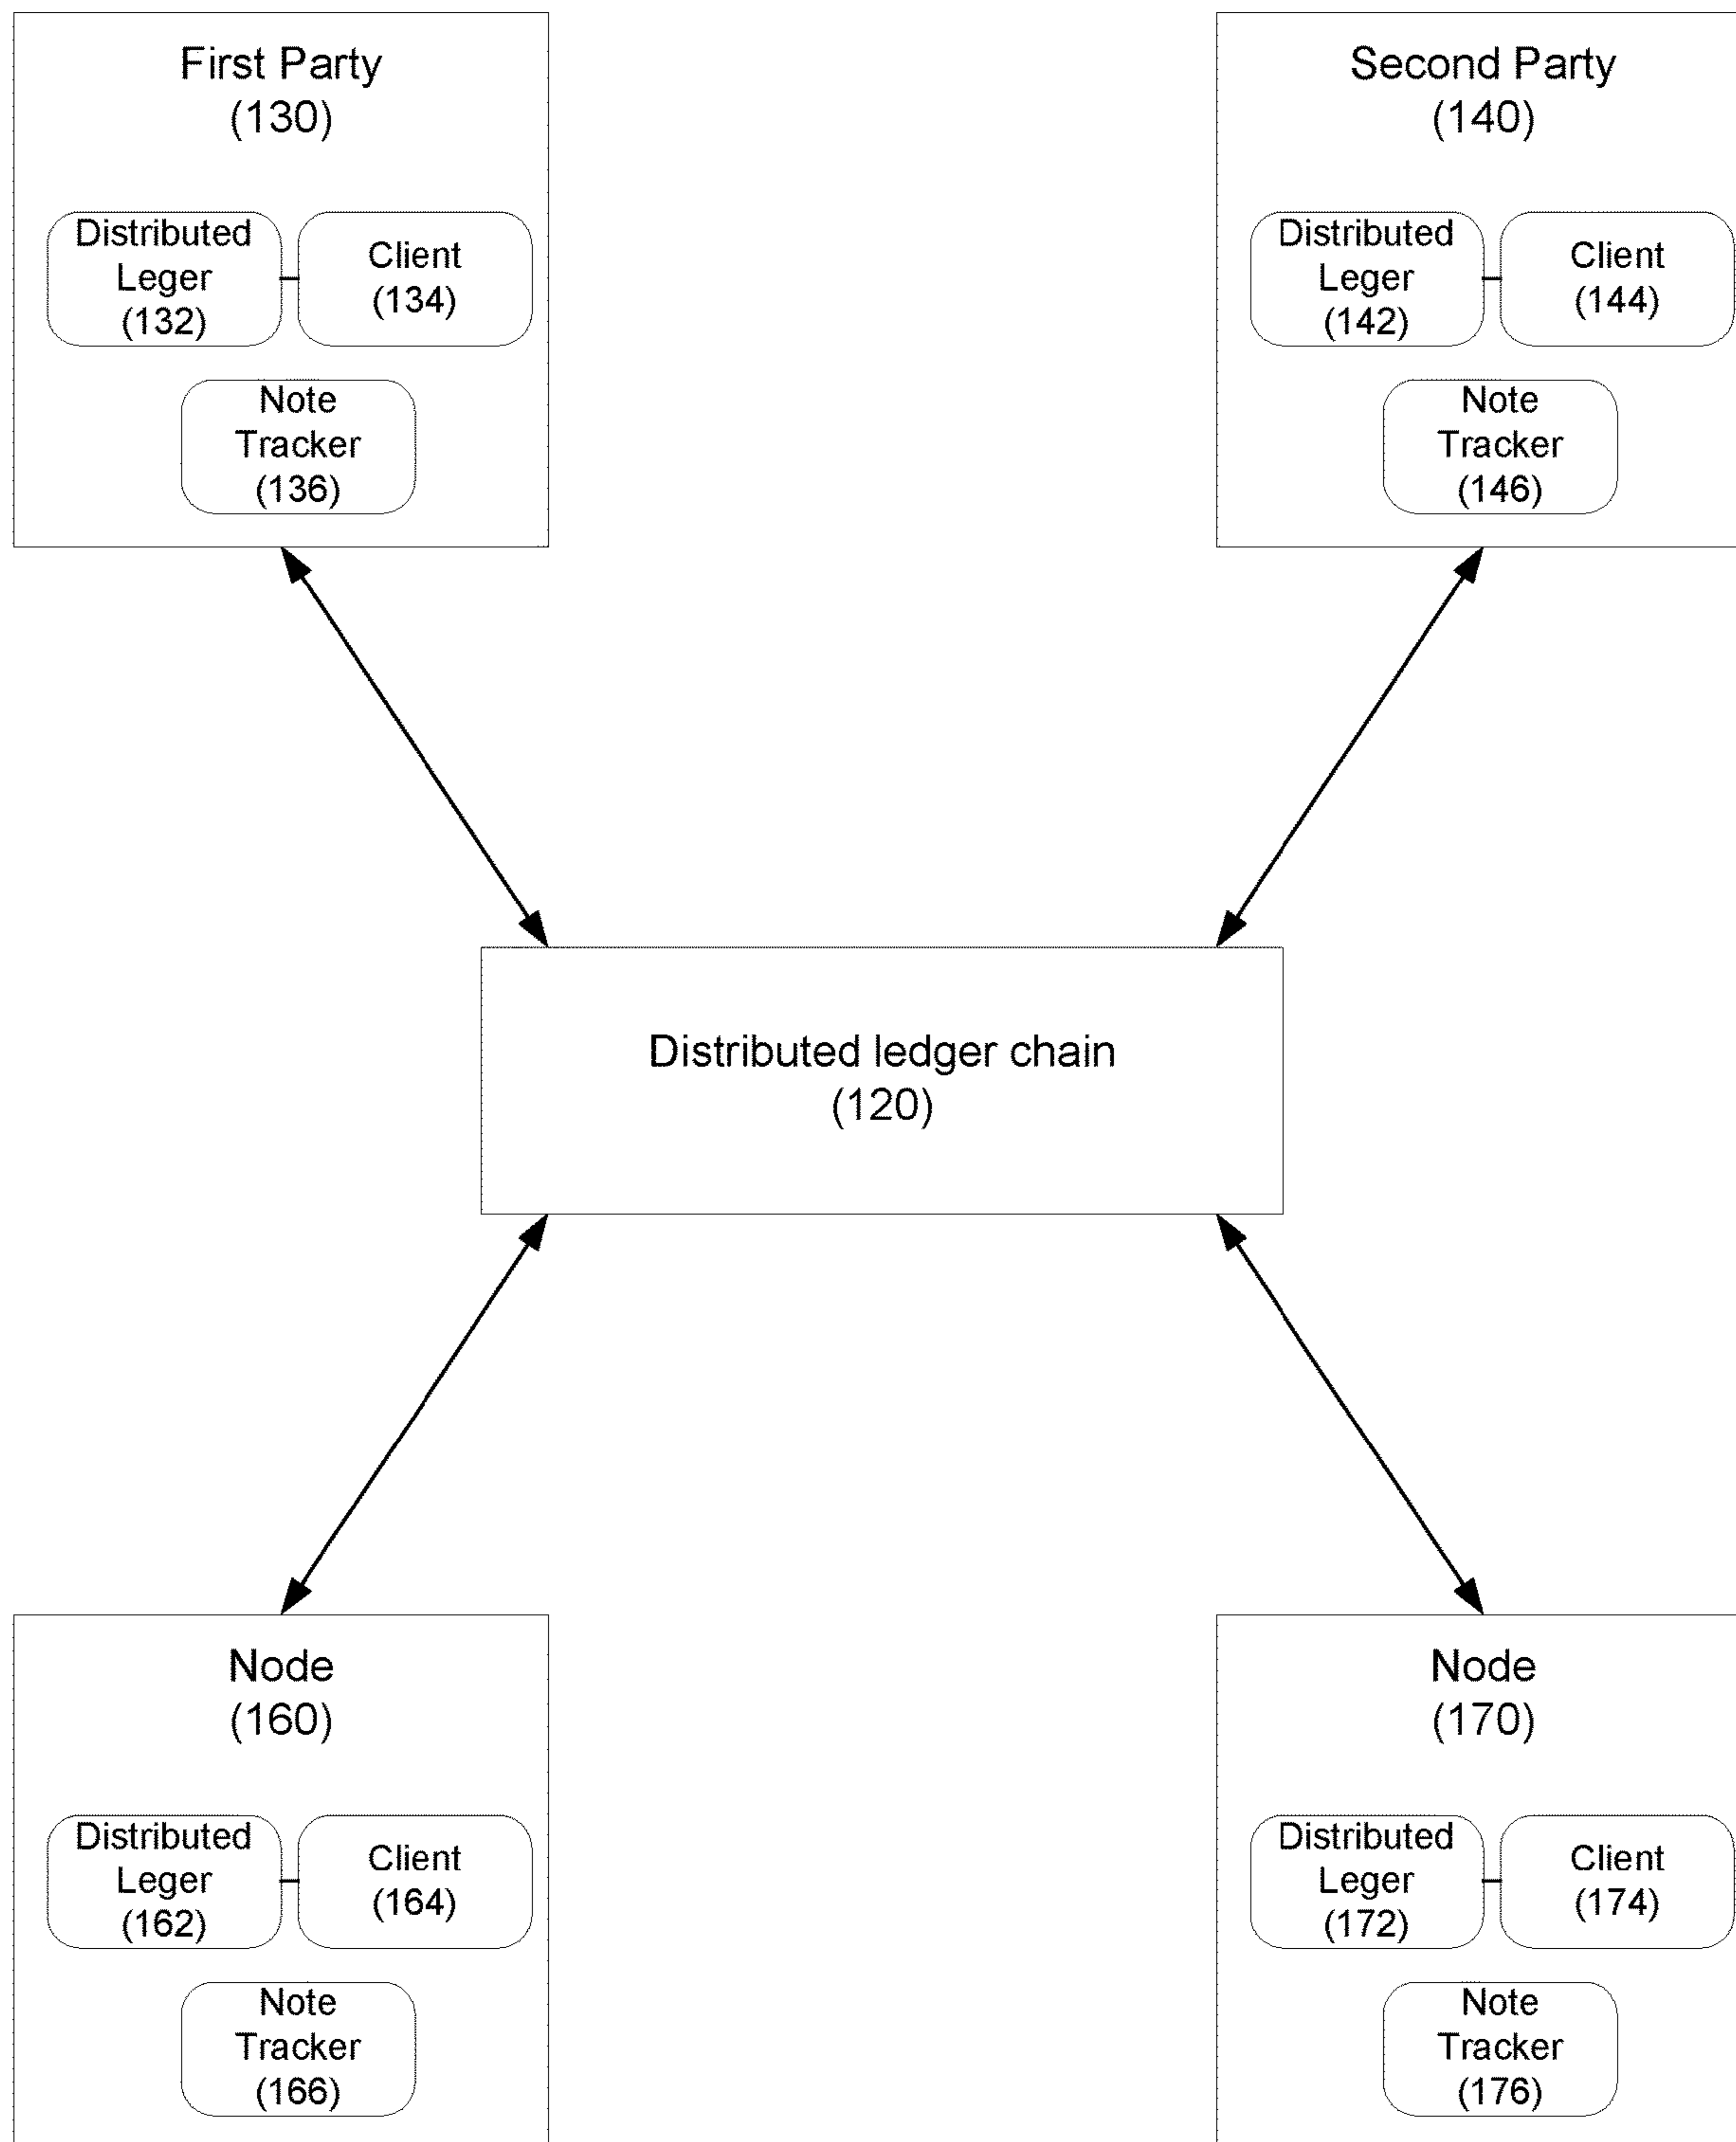 First Party
(130)
Distributed
Leger
(132)
Client
(134)
Note
Tracker
(136)
Second Party
(140)
Distributed
Leger
(142)
Client
(144)
Note
Tracker
(146)
Distributed ledger chain
(120)
Node
(160)
Distributed
Leger
(162)
Client
(164)
Note
Tracker
(166)
Node
(170)
Distributed
Leger
(172)
Client
(174)
Note
Tracker
(176)